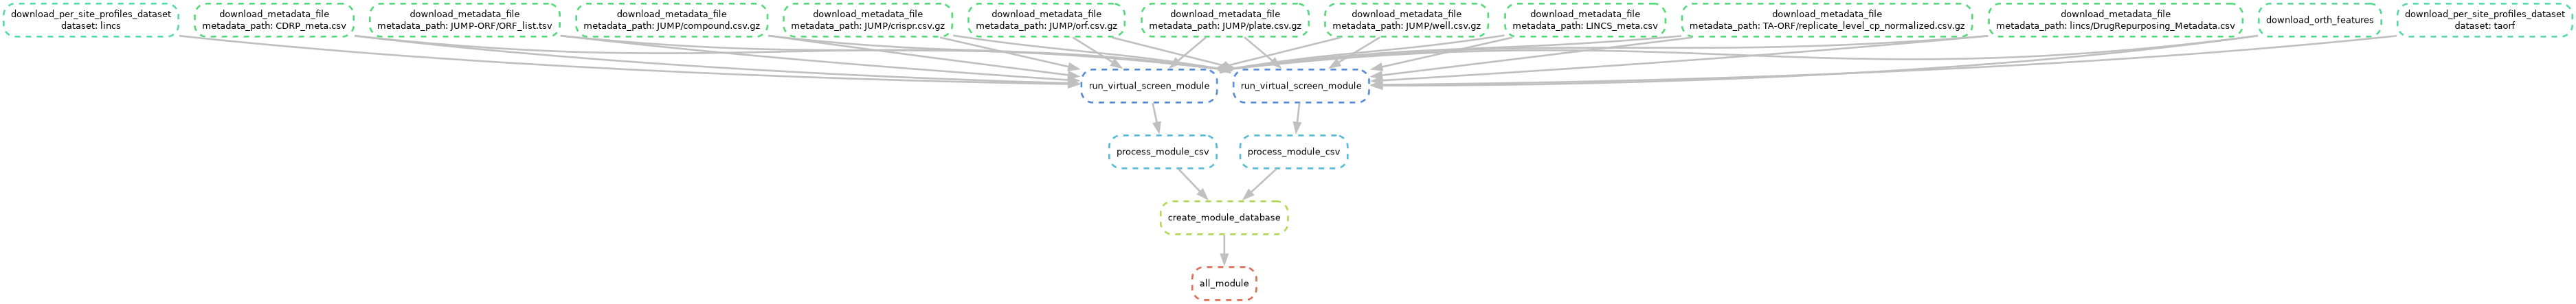 download_per_site_profiles_dataset
dataset: lincs
download_metadata_file
metadata_path: CDRP_meta.csv
download_metadata_file
metadata_path: JUMP-ORF/ORF_list.tsv
download_metadata_file
metadata_path: JUMP/compound.csv.gz
download_metadata_file
metadata_path: JUMP/crispr.csv.gz
download_metadata_file
metadata_path: JUMP/orf.csv.gz
download_metadata_file
metadata_path: JUMP/plate.csv.gz
download_metadata_file
metadata_path: JUMP/well.csv.gz
download_metadata_file
metadata_path: LINCS_meta.csv
download_metadata_file
metadata_path: TA-ORF/replicate_level_cp_normalized.csv.gz
download_metadata_file
metadata_path: lincs/DrugRepurposing_Metadata.csv
download_orth_features
download_per_site_profiles_dataset
dataset: taorf
run_virtual_screen_module
run_virtual_screen_module
process_module_csv
process_module_csv
create_module_database
all_module